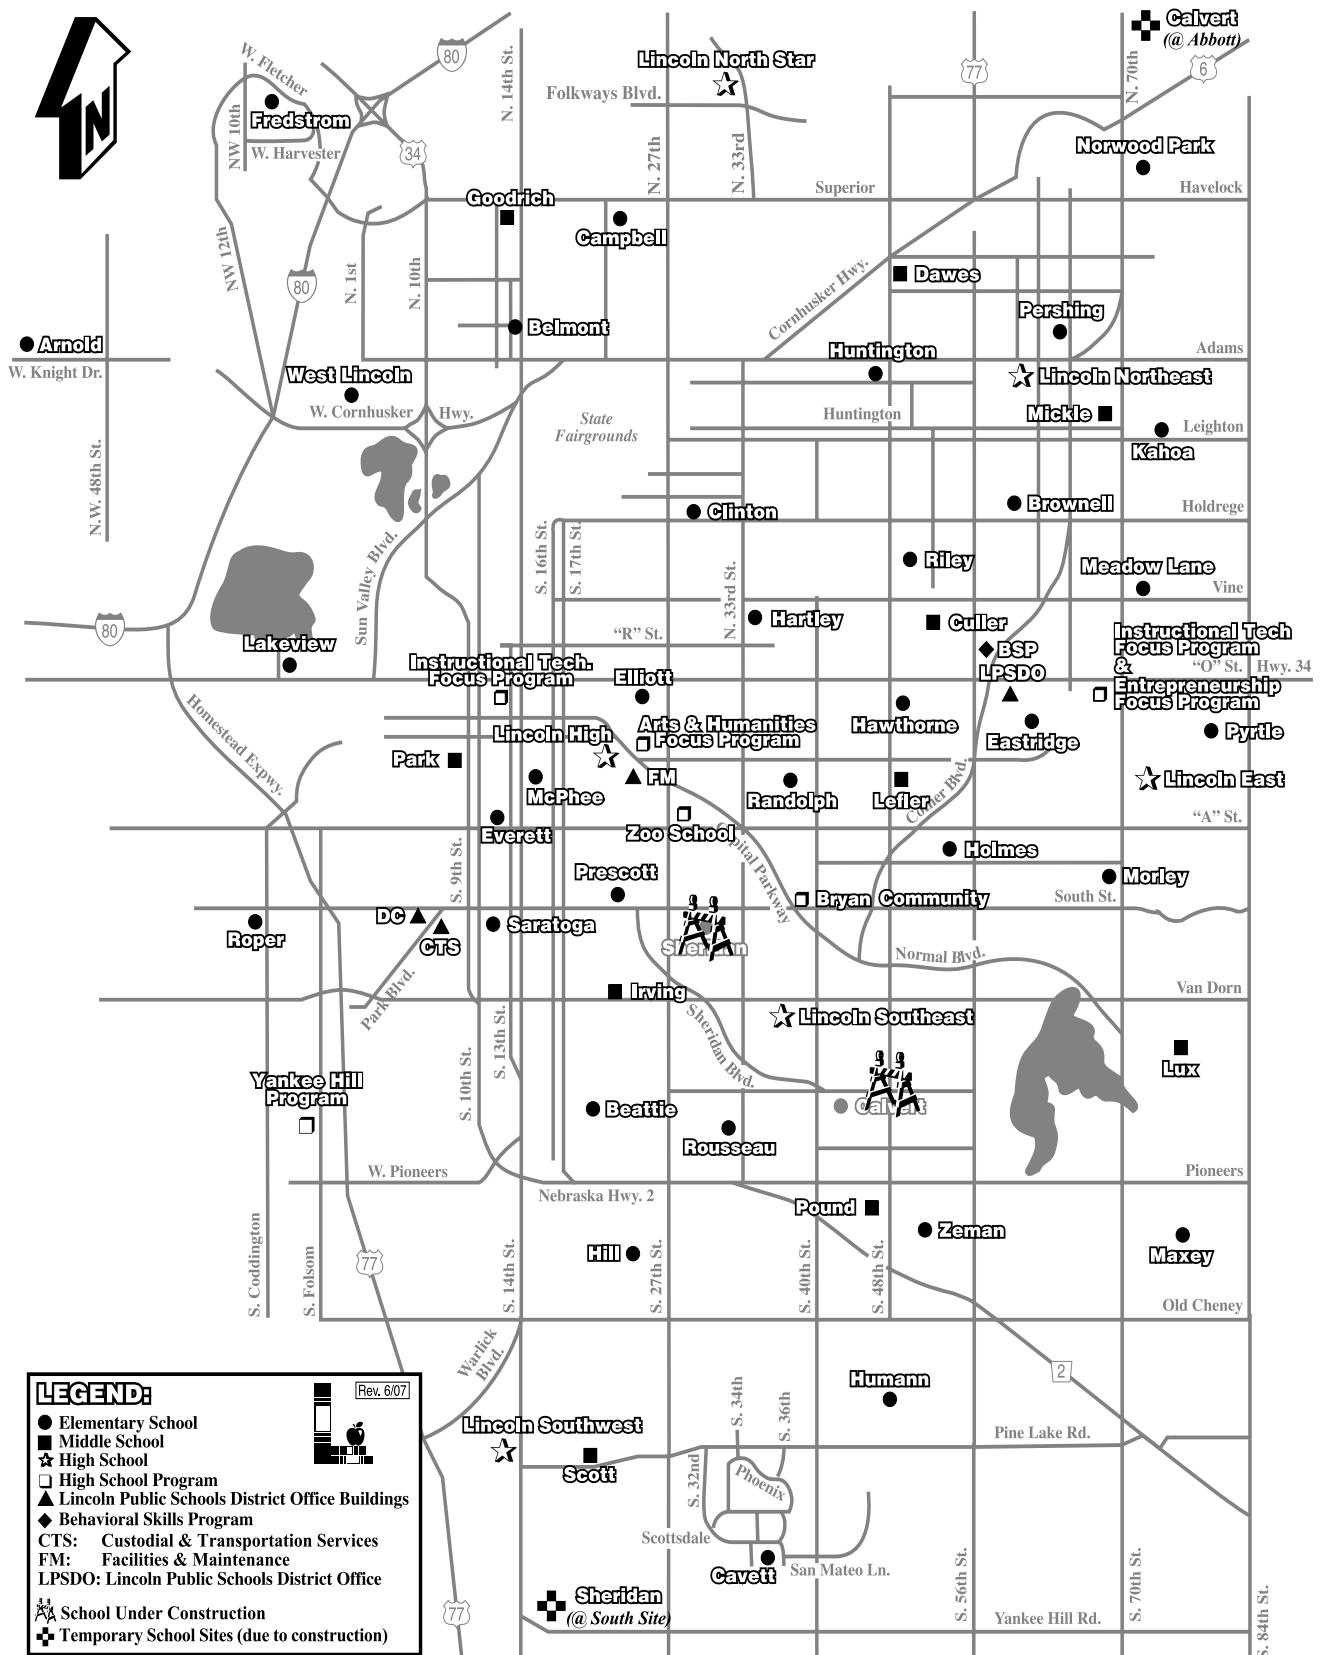 Calvert
(@ Abbott)
80
W. Fletcher
N. 14th St.
Lincoln North Star
77
N. 70th
6
Folkways Blvd.
N
Fredstrom
NW 10th
W. Harvester
34
N. 27th
N. 33rd
Norwood Park
Superior
Havelock
Goodrich
Campbell
NW 12th
80
N. 1st
N. 10th
Cornhusker Hwy.
Dawes
Pershing
Belmont
Arnold
W. Knight Dr.
Huntington
Adams
West Lincoln
Lincoln Northeast
W. Cornhusker
Hwy.
State
Fairgrounds
Huntington
Mickle
Leighton
Kahoa
N.W. 48th St.
Clinton
Brownell
Holdrege
S. 16th St.
S. 17th St.
Sun Valley Blvd.
Riley
Meadow Lane
Vine
N. 33rd St.
Hartley
Culler
80
"R" St.
Lakeview
BSP
Instructional Tech
Focus Program
&
Entrepreneurship
Focus Program
"O" St.
Hwy. 34
Instructional Tech.
Focus Program
Elliott
LPSDO
Homestead Expwy.
Lincoln High
Arts & Humanities
Focus Program
Hawthorne
Eastridge
Pyrtle
Park
FM
McPhee
Randolph
Lefler
Cotner Blvd.
Lincoln East
Everett
Zoo School
"A" St.
Capital Parkway
S. 9th St.
Holmes
Prescott
Morley
Bryan Community
South St.
DC
CTS
Roper
Saratoga
Sheridan
Normal Blvd.
Park Blvd.
Irving
Van Dorn
Lincoln Southeast
Sheridan Blvd.
S. 13th St.
S. 10th St.
Lux
Yankee Hill
Program
Beattie
Calvert
Rousseau
W. Pioneers
Pioneers
Nebraska Hwy. 2
Pound
Zeman
Maxey
Hill
S. Coddington
S. Folsom
77
S. 14th St.
S. 27th St.
S. 40th St.
S. 48th St.
Old Cheney
Warlick
Blvd.
2
Humann
S. 34th
S. 36th
Lincoln Southwest
Pine Lake Rd.
Scott
S. 32nd
Phoenix
Scottsdale
Cavett
San Mateo Ln.
Sheridan
(@ South Site)
77
S. 56th St.
S. 70th St.
S. 84th St.
Yankee Hill Rd.
LEGEND:
Rev. 6/07
Elementary School
Middle School
High School
High School Program
Lincoln Public Schools District Office Buildings
Behavioral Skills Program
CTS: Custodial & Transportation Services
FM: Facilities & Maintenance
LPSDO: Lincoln Public Schools District Office
School Under Construction
Temporary School Sites (due to construction)